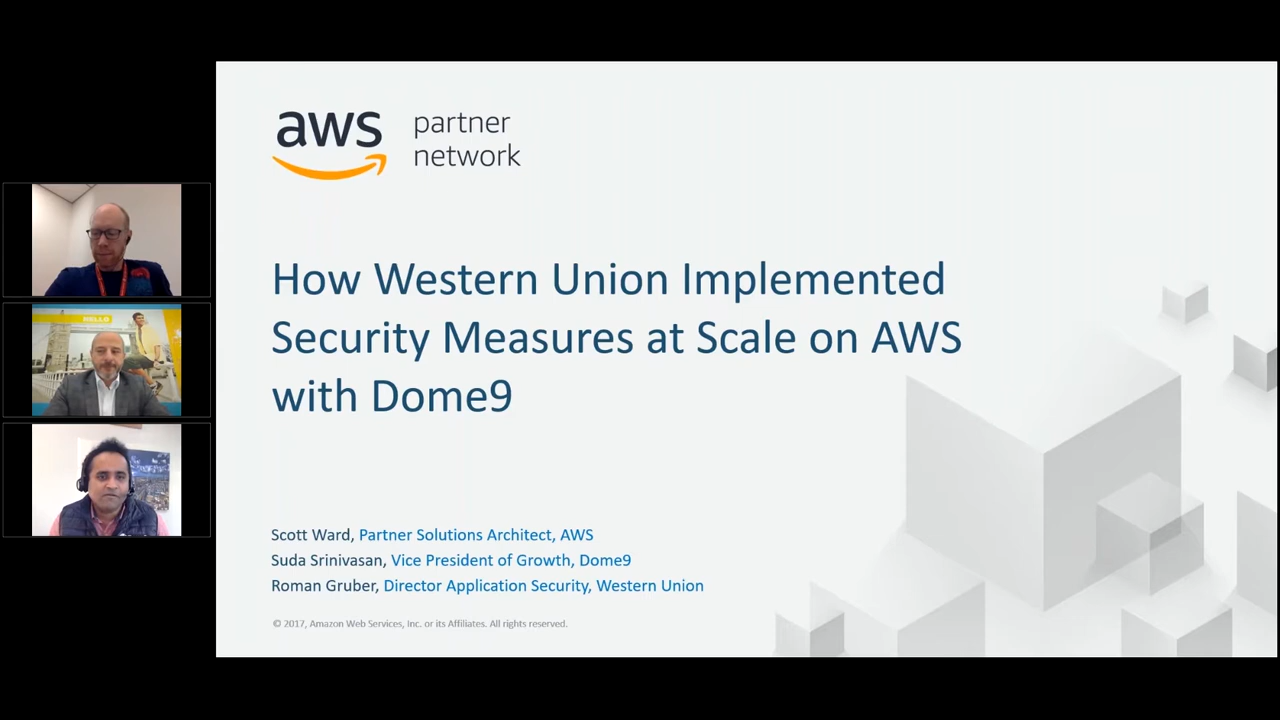 aws
partner
network
How Western Union Implemented
Security Measures at Scale on AWS
with Dome9
Scott Ward, Partner Solutions Architect, AWS
Suda Srinivasan, Vice President of Growth, Dome9
Roman Gruber, Director Application Security, Western Union
© 2017, Amazon Web Services, Inc. or its Affiliates. All rights reserved.
HELLO